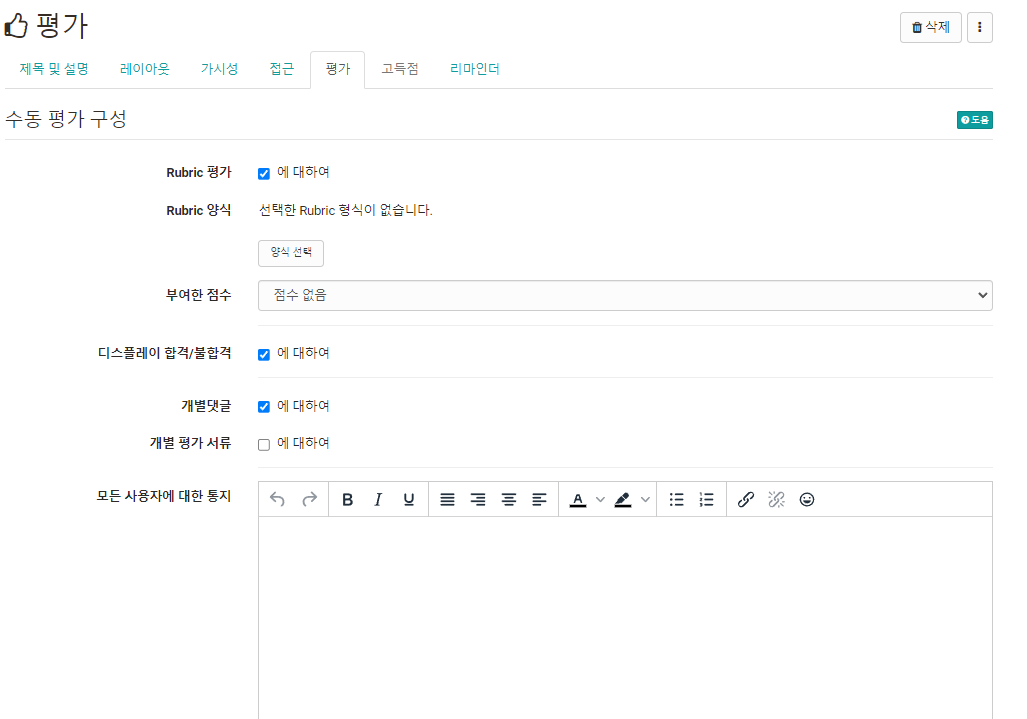 평가
삭제
제목 및 설명 레이아웃 가시성 접근 평가 고득점 리마인더
수동 평가 구성
도움
Rubric 평가 에 대하여
Rubric 양식 선택한 Rubric 형식이 없습니다.
양식 선택
부여한 점수 점수 없음
디스플레이 합격/불합격 에 대하여
개별댓글 에 대하여
개별 평가 서류 에 대하여
모든 사용자에 대한 통지
B I U A